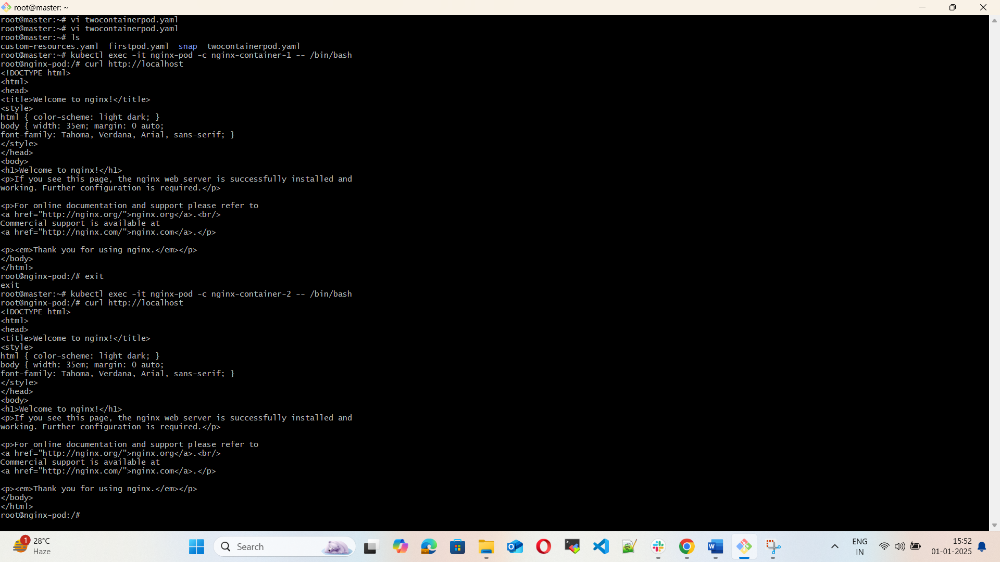 root@master: ~
root@master:~# vi twocontainerpod.yaml
root@master:~# vi twocontainerpod.yaml
root@master:~# ls
custom-resources.yaml  firstpod.yaml  snap  twocontainerpod.yaml
root@master:~# kubectl exec -it nginx-pod -c nginx-container-1 -- /bin/bash
root@nginx-pod:/# curl http://localhost
<!DOCTYPE html>
<html>
<head>
<title>Welcome to nginx!</title>
<style>
html { color-scheme: light dark; }
body { width: 35em; margin: 0 auto;
font-family: Tahoma, Verdana, Arial, sans-serif; }
</style>
</head>
<body>
<h1>Welcome to nginx!</h1>
<p>If you see this page, the nginx web server is successfully installed and
working. Further configuration is required.</p>

<p>For online documentation and support please refer to
<a href="http://nginx.org/">nginx.org</a>.<br/>
Commercial support is available at
<a href="http://nginx.com/">nginx.com</a>.</p>

<p><em>Thank you for using nginx.</em></p>
</body>
</html>
root@nginx-pod:/# exit
exit
root@master:~# kubectl exec -it nginx-pod -c nginx-container-2 -- /bin/bash
root@nginx-pod:/# curl http://localhost
<!DOCTYPE html>
<html>
<head>
<title>Welcome to nginx!</title>
<style>
html { color-scheme: light dark; }
body { width: 35em; margin: 0 auto;
font-family: Tahoma, Verdana, Arial, sans-serif; }
</style>
</head>
<body>
<h1>Welcome to nginx!</h1>
<p>If you see this page, the nginx web server is successfully installed and
working. Further configuration is required.</p>

<p>For online documentation and support please refer to
<a href="http://nginx.org/">nginx.org</a>.<br/>
Commercial support is available at
<a href="http://nginx.com/">nginx.com</a>.</p>

<p><em>Thank you for using nginx.</em></p>
</body>
</html>
root@nginx-pod:/#
1
28°C
Haze
Search
ENG
IN
15:52
01-01-2025